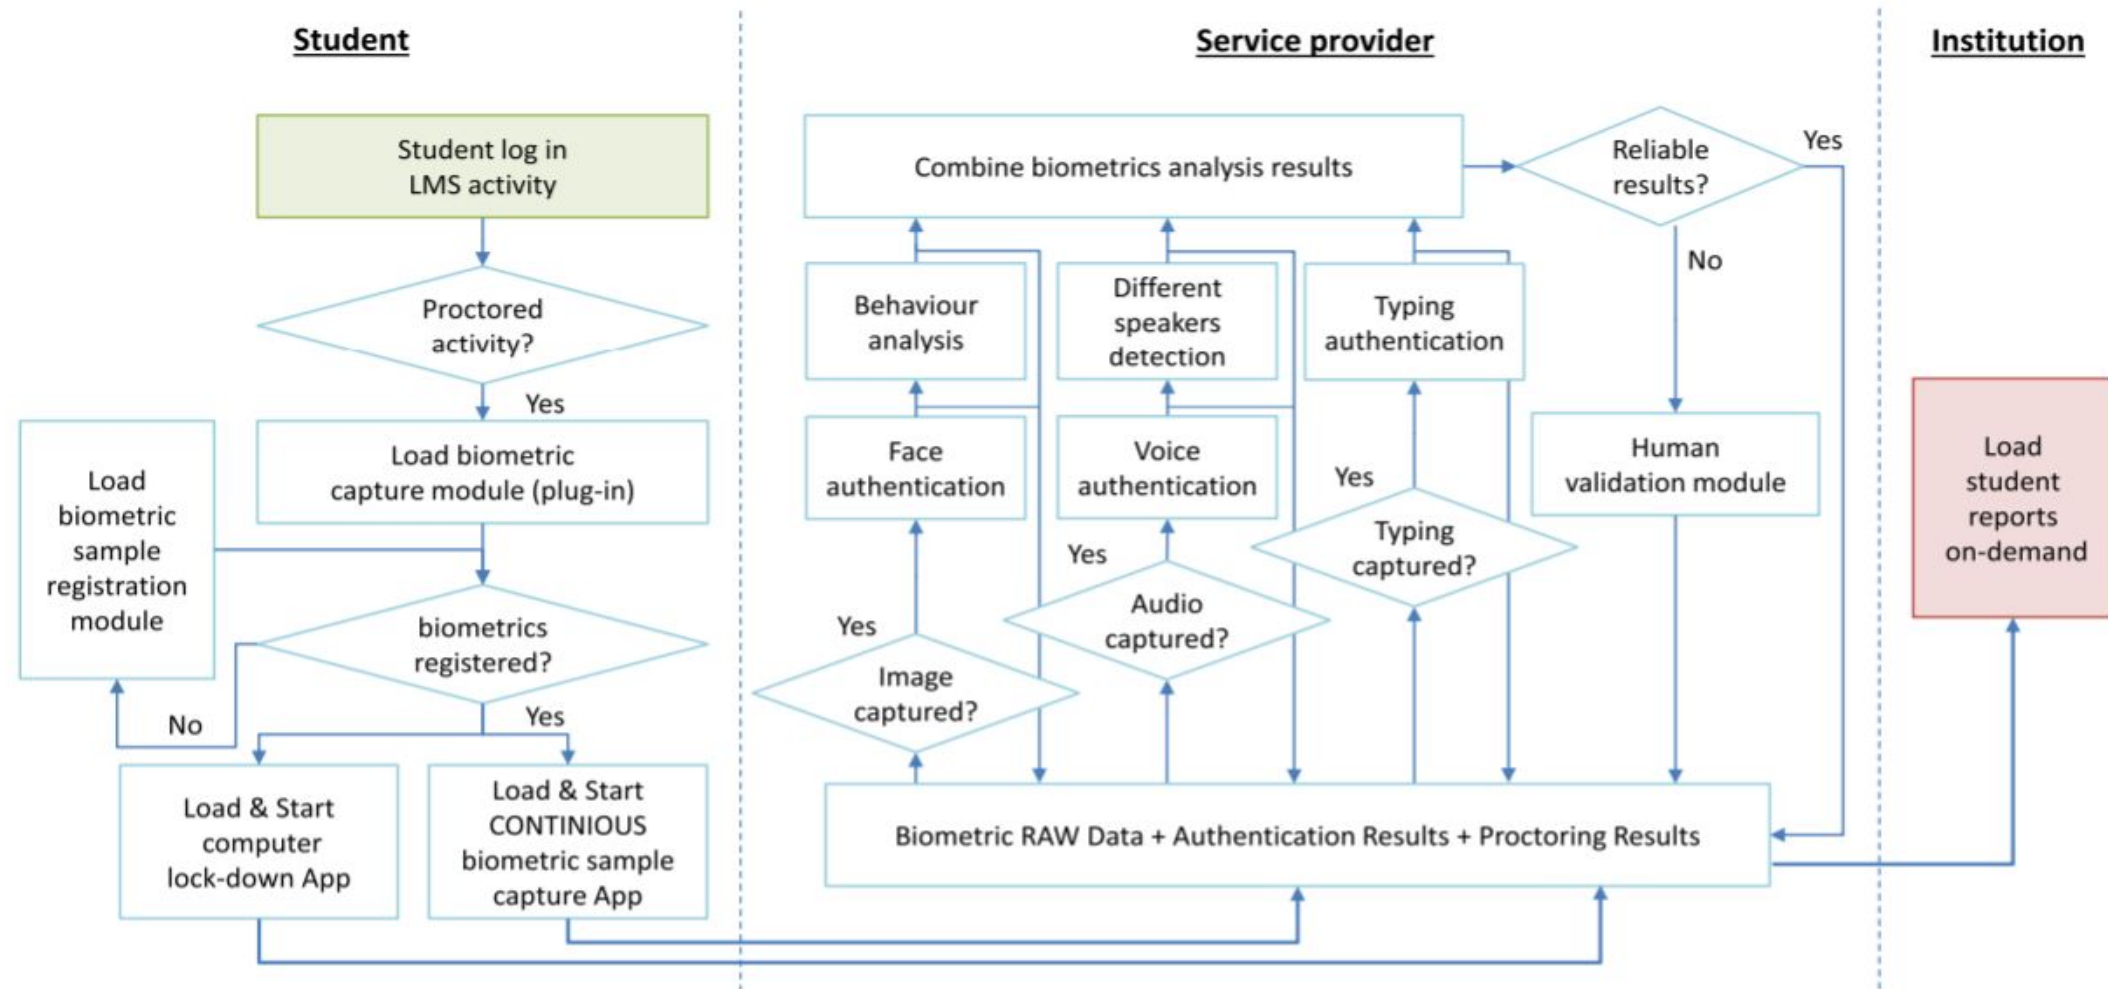 Student
Student log in
LMS activity
Proctored
activity?
Yes
Load biometric
capture module (plug-in)
Load
biometric
sample
registration
module
biometrics
registered?
No
Yes
Load & Start
computer
lock-down App
Load & Start
CONTINIOUS
biometric sample
capture App
Service provider
Combine biometrics analysis results
Reliable
results?
Yes
No
Behaviour
analysis
Different
speakers
detection
Typing
authentication
Face
authentication
Voice
authentication
Human
validation module
Yes
Typing
captured?
Yes
Audio
captured?
Yes
Image
captured?
Biometric RAW Data + Authentication Results + Proctoring Results
Institution
Load
student
reports
on-demand